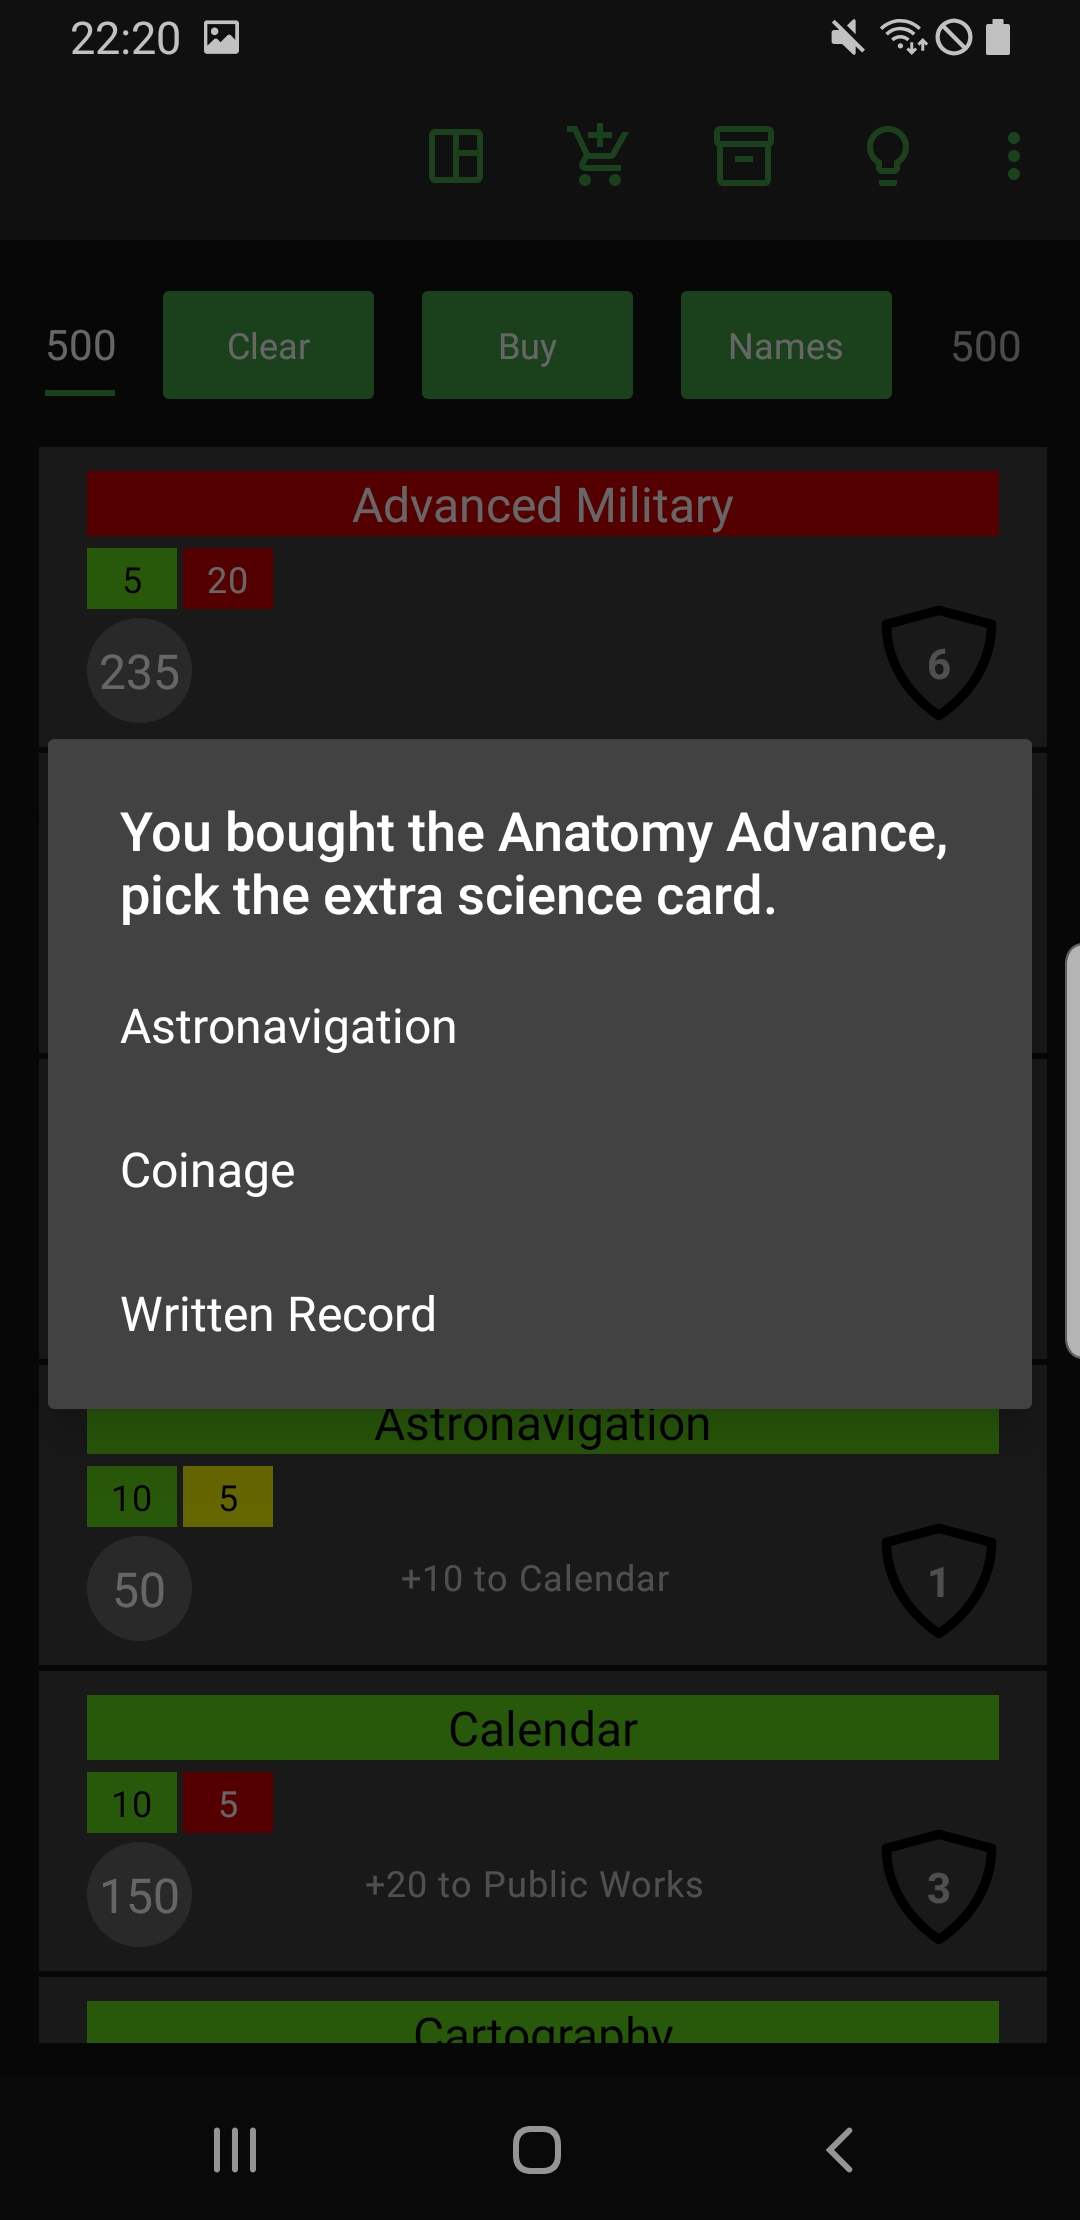 22:20
500
Clear
Buy
Names
500
Advanced Military
5 20
235
6
You bought the Anatomy Advance,
pick the extra science card.
Astronavigation
Coinage
Written Record
Astronavigation
10 5
50
+10 to Calendar
1
Calendar
10 5
150
+20 to Public Works
3
Cartography